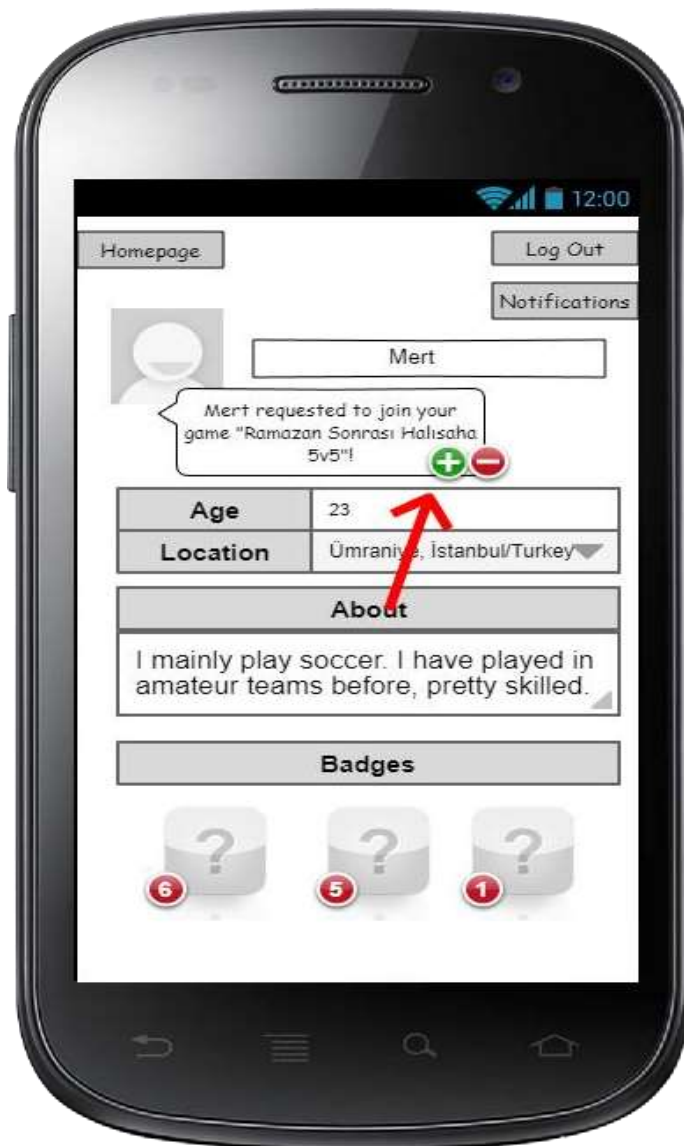 12:00
Homepage
Log Out
Notifications
Mert
Mert requested to join your
game "Ramazan Sonrası Halısaha
5v5"!
Age
23
Location
Ümraniye, İstanbul/Turkey
About
I mainly play soccer. I have played in
amateur teams before, pretty skilled.
Badges
6
5
1